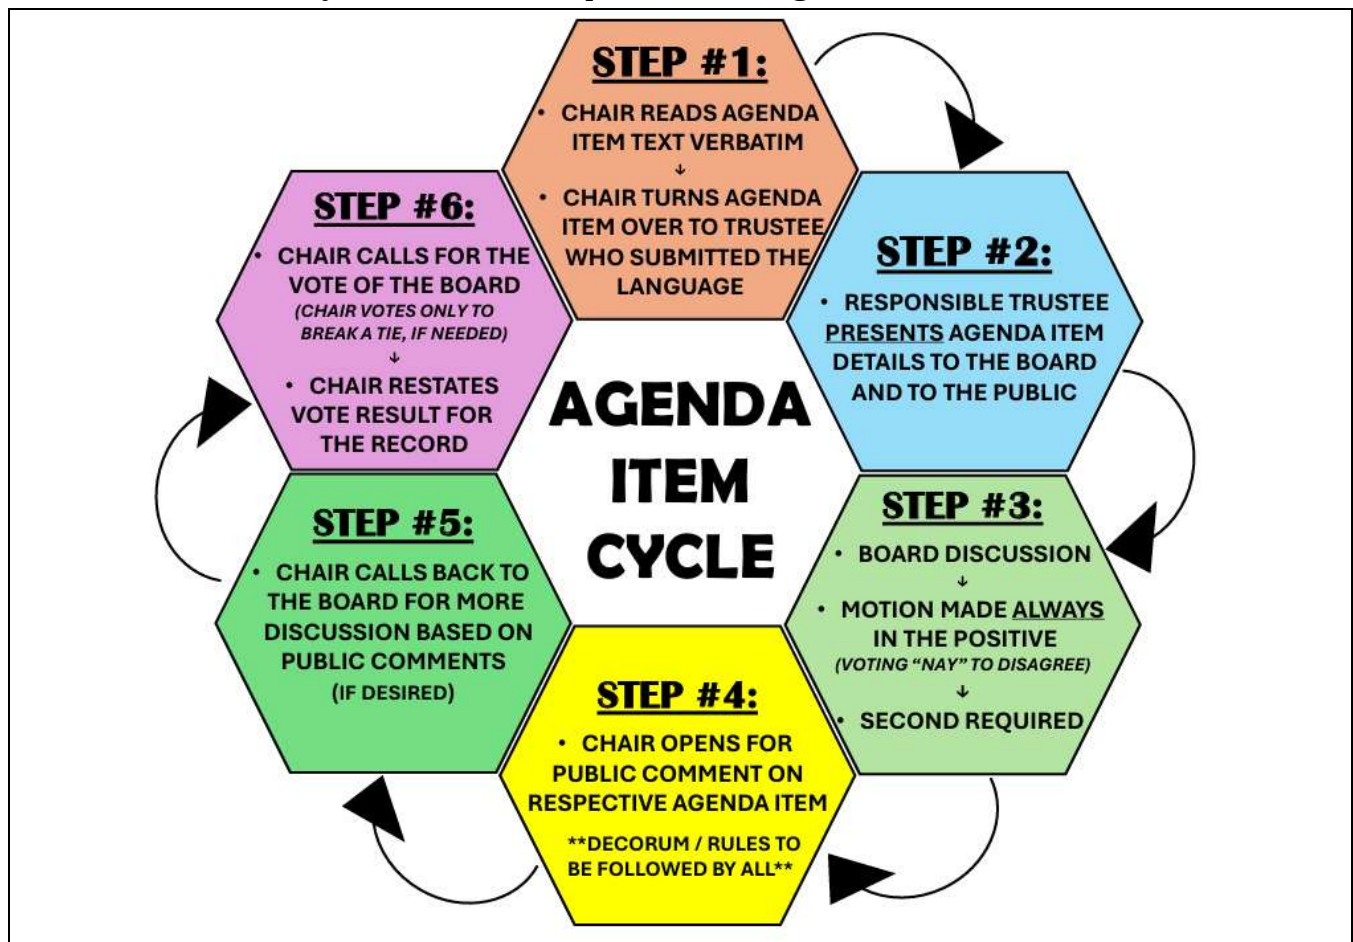 STEP #1:
• CHAIR READS AGENDA
ITEM TEXT VERBATIM
↓
• CHAIR TURNS AGENDA
ITEM OVER TO TRUSTEE
WHO SUBMITTED THE
LANGUAGE
STEP #2:
• RESPONSIBLE TRUSTEE
PRESENTS AGENDA ITEM
DETAILS TO THE BOARD
AND TO THE PUBLIC
STEP #3:
• BOARD DISCUSSION
↓
• MOTION MADE ALWAYS
IN THE POSITIVE
(VOTING “NAY” TO DISAGREE)
↓
• SECOND REQUIRED
STEP #4:
• CHAIR OPENS FOR
PUBLIC COMMENT ON
RESPECTIVE AGENDA ITEM
**DECORUM / RULES TO
BE FOLLOWED BY ALL**
STEP #5:
• CHAIR CALLS BACK TO
THE BOARD FOR MORE
DISCUSSION BASED ON
PUBLIC COMMENTS
(IF DESIRED)
STEP #6:
• CHAIR CALLS FOR THE
VOTE OF THE BOARD
(CHAIR VOTES ONLY TO
BREAK A TIE, IF NEEDED)
↓
• CHAIR RESTATES
VOTE RESULT FOR
THE RECORD
AGENDA
ITEM
CYCLE